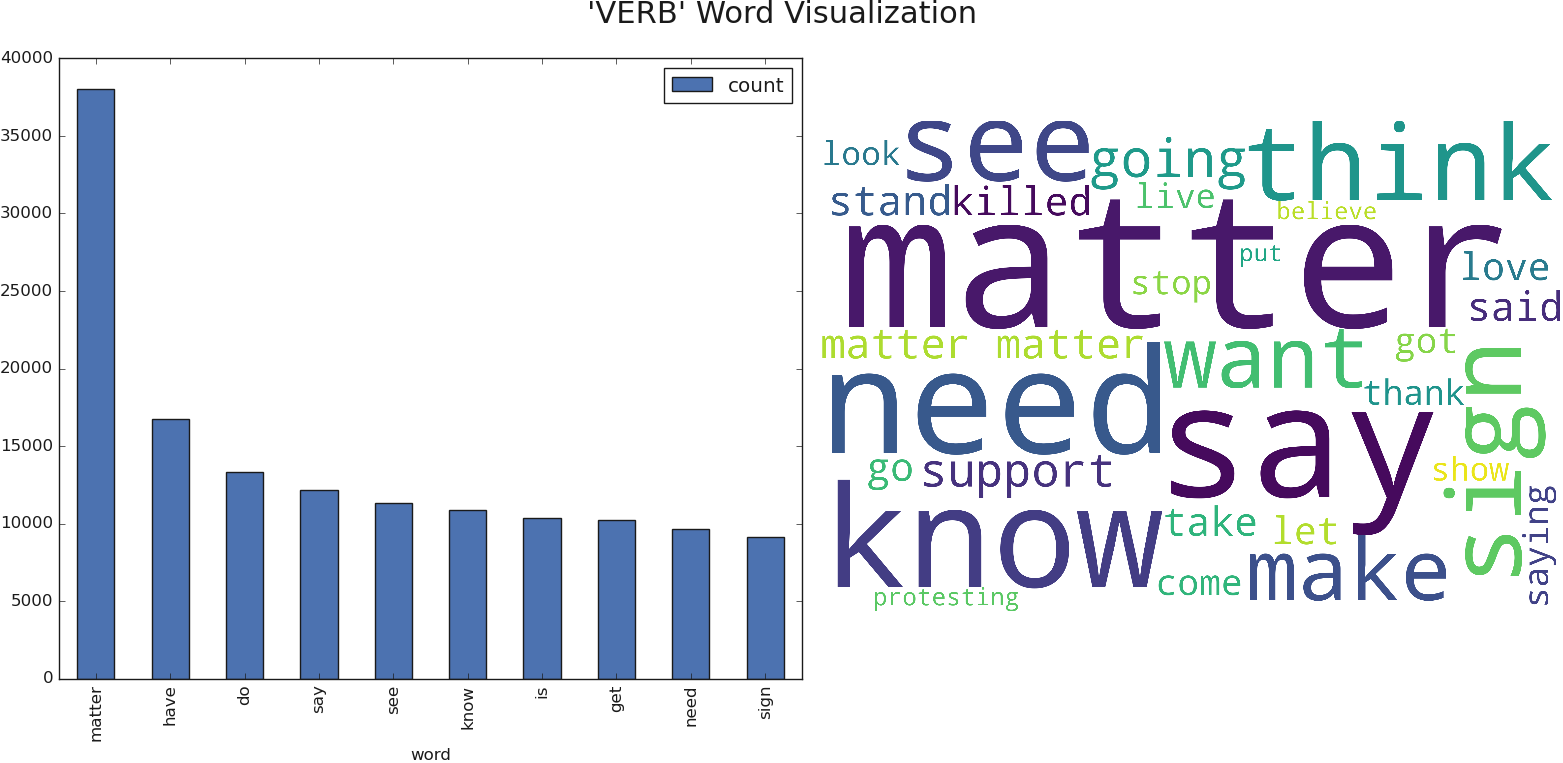 'VERB' Word Visualization
40000
35000
30000
25000
20000
15000
10000
5000
0
count
matter
have
do
say
see
know
is
get
need
sign
word
look
see
going
think
stand
killed
live
believe
matter
put
stop
love
said
matter matter
want
got
need
thank
sign
say
go
support
show
know
take
let
saying
come
make
protesting